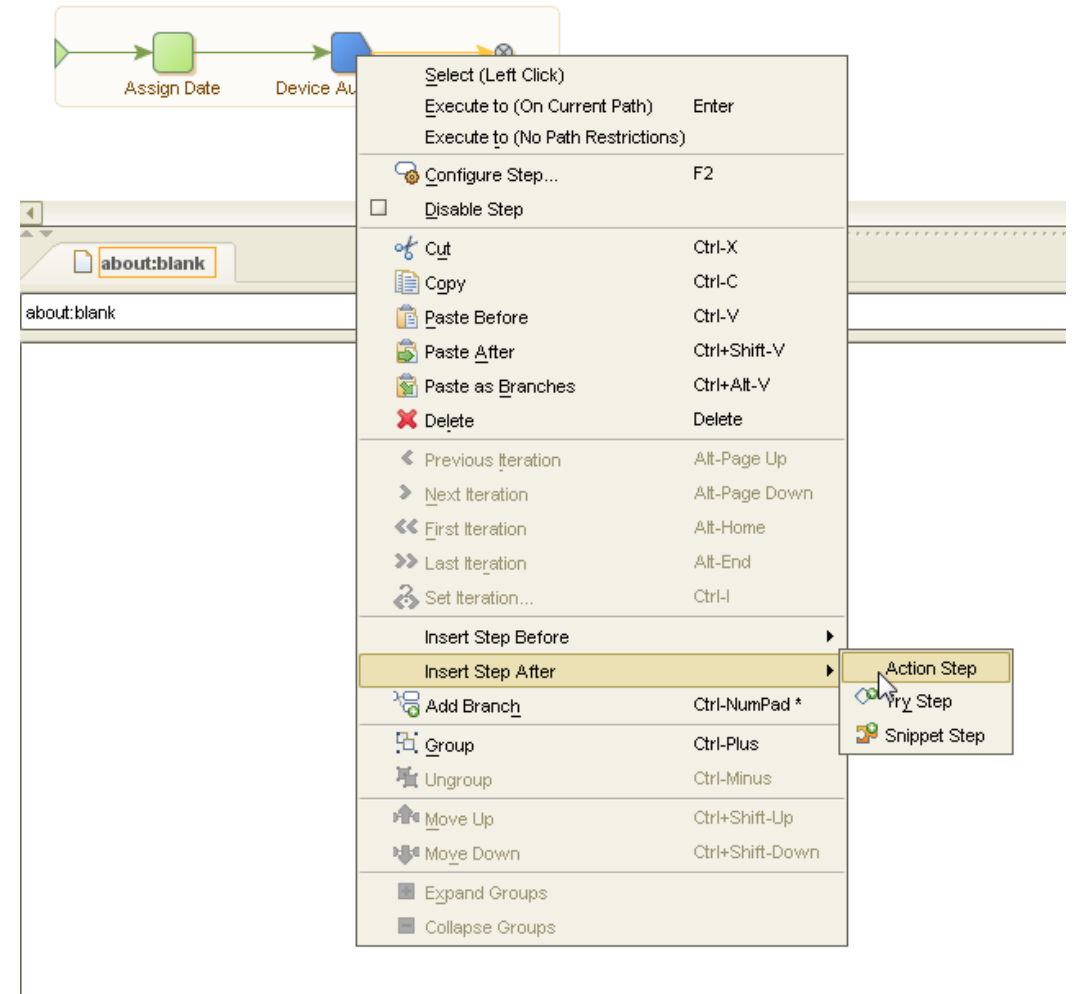 Assign Date
Device Au
Select (Left Click)
Execute to (On Current Path) Enter
Execute to (No Path Restrictions)
Configure Step... F2
Disable Step
about:blank
Cut Ctrl-X
Copy Ctrl-C
about:blank
Paste Before Ctrl-V
Paste After Ctrl+Shift-V
Paste as Branches Ctrl+Alt-V
Delete Delete
Previous Iteration Alt-Page Up
Next Iteration Alt-Page Down
First Iteration Alt-Home
Last Iteration Alt-End
Set Iteration... Ctrl-I
Insert Step Before
Insert Step After
Action Step
Add Branch Ctrl-NumPad *
Try Step
Group Ctrl-Plus
Snippet Step
Ungroup Ctrl-Minus
Move Up Ctrl+Shift-Up
Move Down Ctrl+Shift-Down
Expand Groups
Collapse Groups